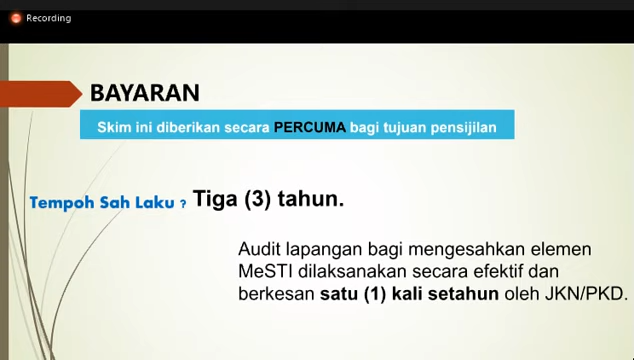 Recording
BAYARAN
Skim ini diberikan secara PERCUMA bagi tujuan pensijilan
Tempoh Sah Laku ? Tiga (3) tahun.
Audit lapangan bagi mengesahkan elemen
MeSTI dilaksanakan secara efektif dan
berkesan satu (1) kali setahun oleh JKN/PKD.